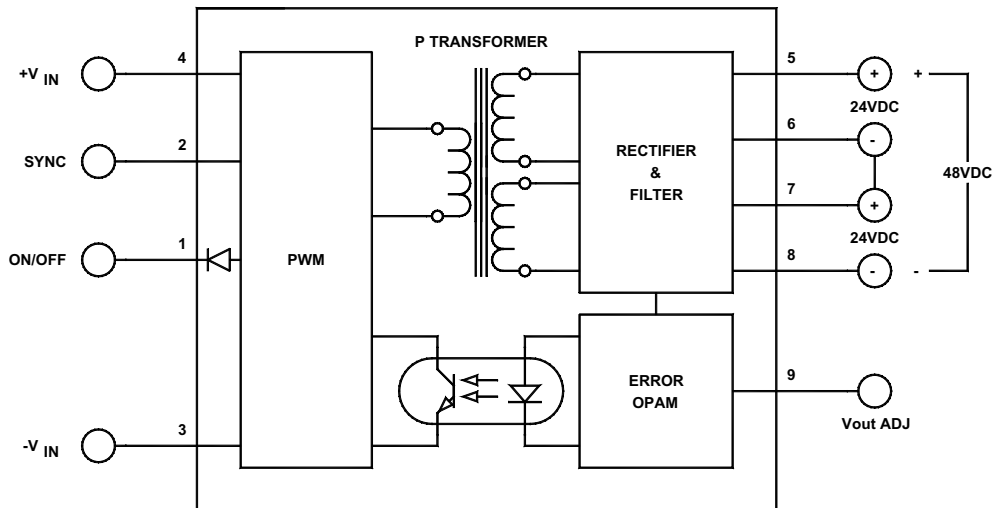 P TRANSFORMER
4
+V IN
2
SYNC
1
ON/OFF
3
-V IN
PWM
RECTIFIER
&
FILTER
ERROR
OPAM
5
+
+
24VDC
6
-
48VDC
7
+
24VDC
8
-
-
9
Vout ADJ